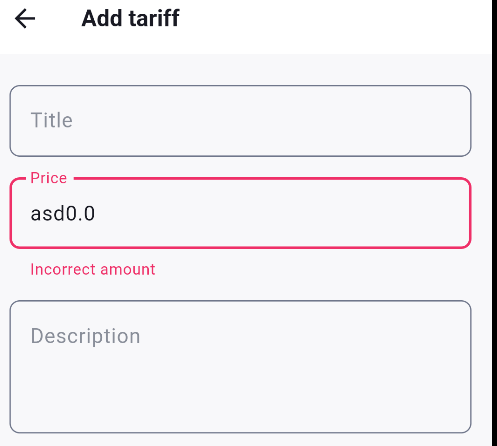 Add tariff
Title
Price
asd0.0
Incorrect amount
Description